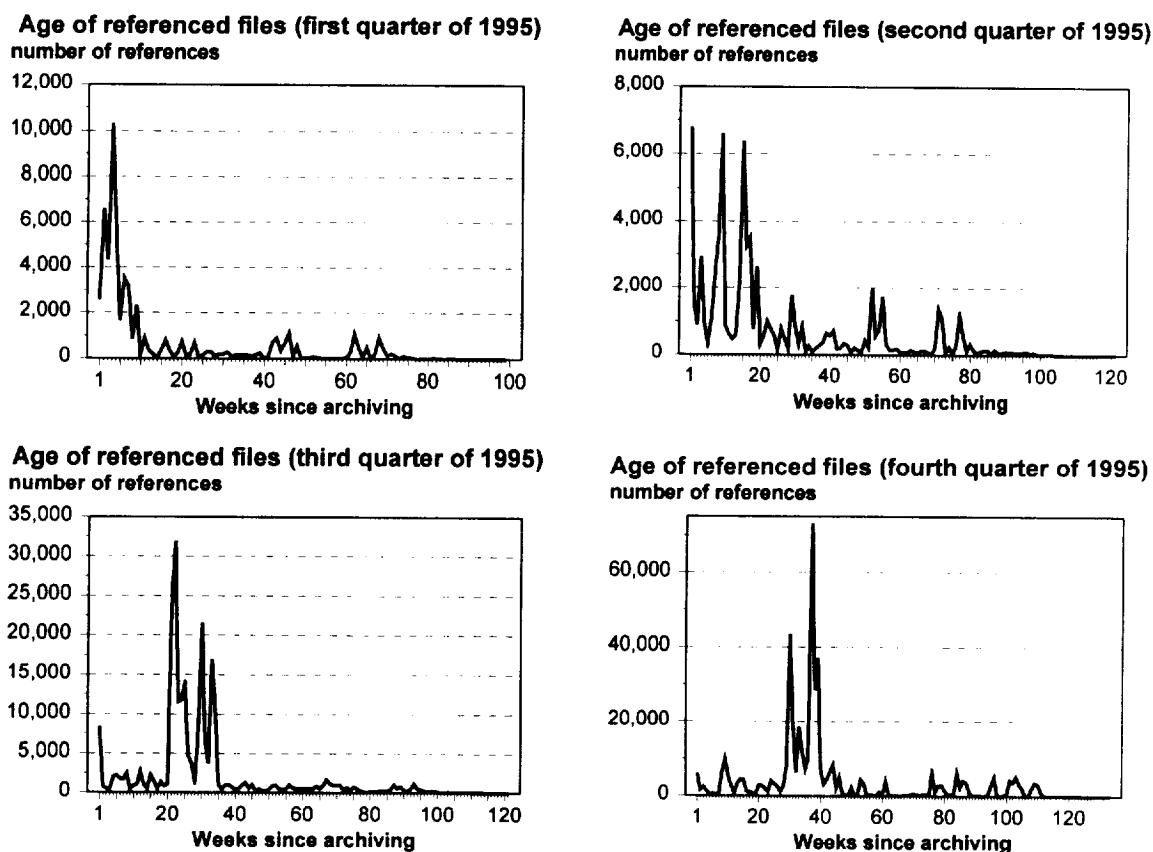 Age of referenced files (first quarter of 1995)
number of references
12,000
10,000
8,000
6,000
4,000
2,000
0
1 20 40 60 80 100
Weeks since archiving
Age of referenced files (second quarter of 1995)
number of references
8,000
6,000
4,000
2,000
0
1 20 40 60 80 100 120
Weeks since archiving
Age of referenced files (third quarter of 1995)
number of references
35,000
30,000
25,000
20,000
15,000
10,000
5,000
0
1 20 40 60 80 100 120
Weeks since archiving
Age of referenced files (fourth quarter of 1995)
number of references
60,000
40,000
20,000
0
1 20 40 60 80 100 120
Weeks since archiving